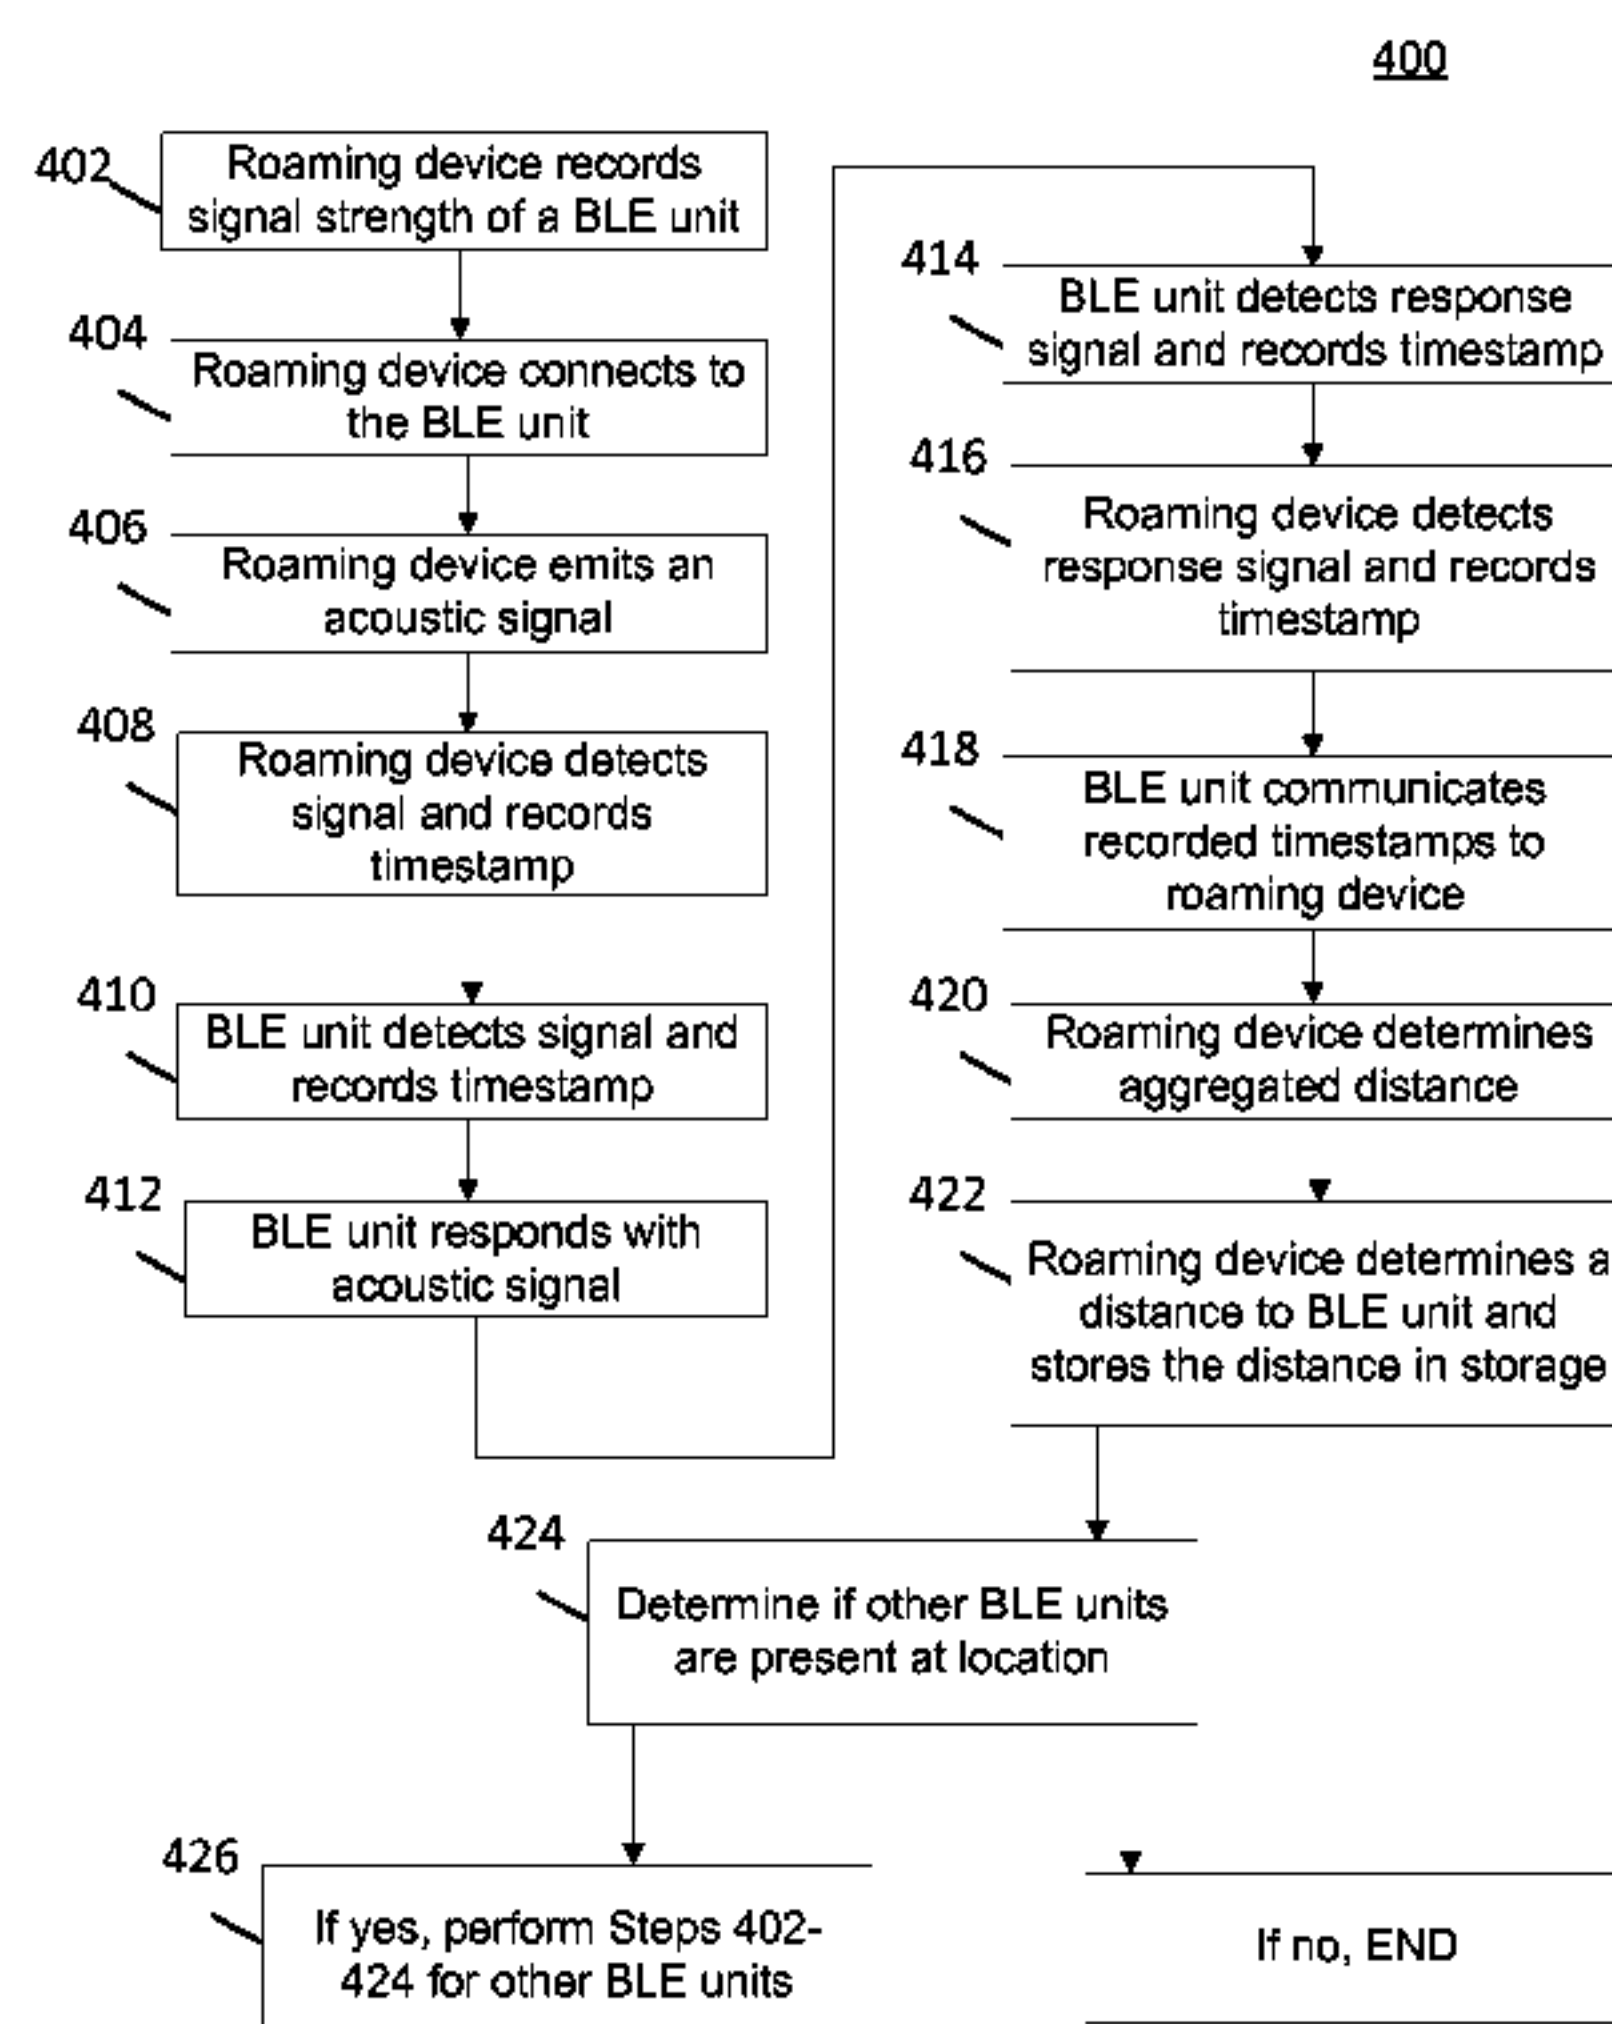 400
402
Roaming device records
signal strength of a BLE unit
404
Roaming device connects to
the BLE unit
406
Roaming device emits an
acoustic signal
408
Roaming device detects
signal and records
timestamp
410
BLE unit detects signal and
records timestamp
412
BLE unit responds with
acoustic signal
414
BLE unit detects response
signal and records timestamp
416
Roaming device detects
response signal and records
timestamp
418
BLE unit communicates
recorded timestamps to
roaming device
420
Roaming device determines
aggregated distance
422
Roaming device determines a
distance to BLE unit and
stores the distance in storage
424
Determine if other BLE units
are present at location
426
If yes, perform Steps 402-
424 for other BLE units
If no, END